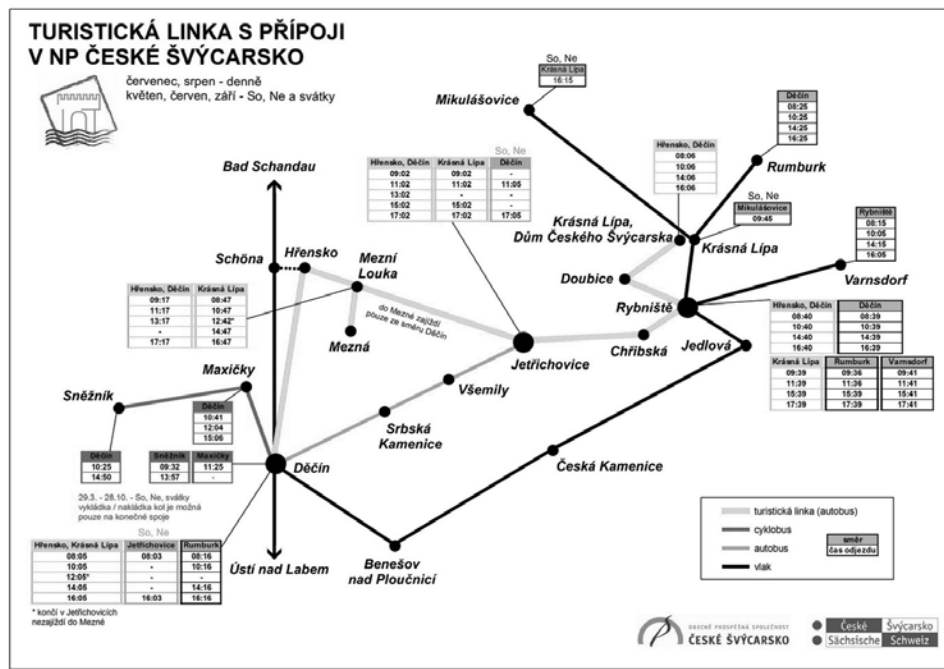 TURISTICKÁ LINKA S PŘÍPOJI
V NP ČESKÉ ŠVÝCARSKO
červenec, srpen - denně
květen, červen, září - So, Ne a svátky
So, Ne
Krásná Lípa
16:15
Mikulášovice
Děčín
08:25
10:25
14:25
16:25
Rumburk
Hřensko, Děčín
08:06
10:06
14:06
16:06
So, Ne
Mikulášovice
09:45
Krásná Lípa,
Dům Českého Švýcarska
Krásná Lípa
Rybniště
08:15
10:05
14:15
16:05
Varnsdorf
Bad Schandau
So, Ne
Hřensko, Děčín Krásná Lípa Děčín
09:02 09:02 -
11:02 11:02 11:05
13:02 - -
15:02 15:02 -
17:02 17:02 17:05
Schöna
Hřensko
Mezní
Louka
Doubice
Rybniště
Hřensko, Děčín Krásná Lípa
09:17 08:47
11:17 10:47
13:17 12:42*
- 14:47
17:17 16:47
do Mezné zajíždí
pouze ze směru Děčín
Mezná
Jetřichovice
Chřibská
Jedlová
Hřensko, Děčín Děčín
08:40 08:39
10:40 10:39
14:40 14:39
16:40 16:39
Krásná Lípa Rumburk Varnsdorf
09:39 09:36 09:41
11:39 11:36 11:41
15:39 15:39 15:41
17:39 17:39 17:41
Maxičky
Sněžník
Děčín
10:41
12:04
15:06
Všemily
Srbská
Kamenice
Děčín
10:25
14:50
Sněžník Maxičky
09:32 11:25
13:57 -
Děčín
Česká Kamenice
29.3. - 28.10. - So, Ne, svátky
vykládka / nakládka kol je možná
pouze na konečné spoje
So, Ne
Hřensko, Krásná Lípa Jetřichovice Rumburk
08:05 08:03 08:16
10:05 - 10:16
12:05* - -
14:05 - 14:16
16:05 16:03 16:16
* končí v Jetřichovicích
nezajíždí do Mezné
Ústí nad Labem
Benešov
nad Ploučnicí
turistická linka (autobus)
cyklobus
autobus
vlak
směr
čas odjezdu
OBECNĚ PROSPĚŠNÁ SPOLEČNOST
ČESKÉ ŠVÝCARSKO
České Švýcarsko
Sächsische Schweiz